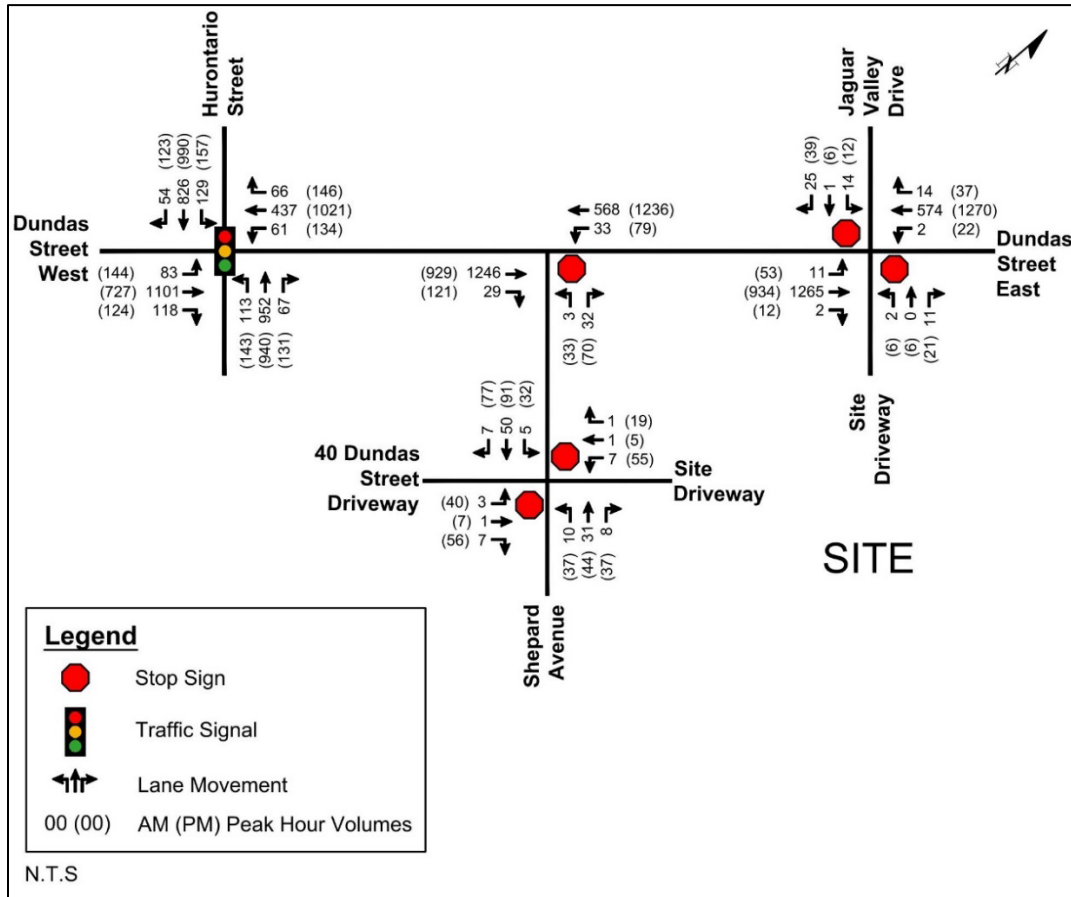 Hurontario
Street
Jaguar
Valley
Drive
N
54 (123)
826 (990)
129 (157)
66 (146)
437 (1021)
61 (134)
568 (1236)
33 (79)
25 (39)
1 (6)
14 (12)
14 (37)
574 (1270)
2 (22)
Dundas
Street
West
Dundas
Street
East
(144) 83
(727) 1101
(124) 118
(143) 113
(940) 952
(131) 67
(929) 1246
(121) 29
(33) 3
(70) 32
(53) 11
(934) 1265
(12) 2
(6) 2
(6) 0
(21) 11
Site
Driveway
7 (77)
50 (91)
5 (32)
1 (19)
1 (5)
7 (55)
40 Dundas
Street
Driveway
Site
Driveway
(40) 3
(7) 1
(56) 7
(37) 10
(44) 31
(37) 8
SITE
Shepard
Avenue
Legend
Stop Sign
Traffic Signal
Lane Movement
00 (00) AM (PM) Peak Hour Volumes
N.T.S